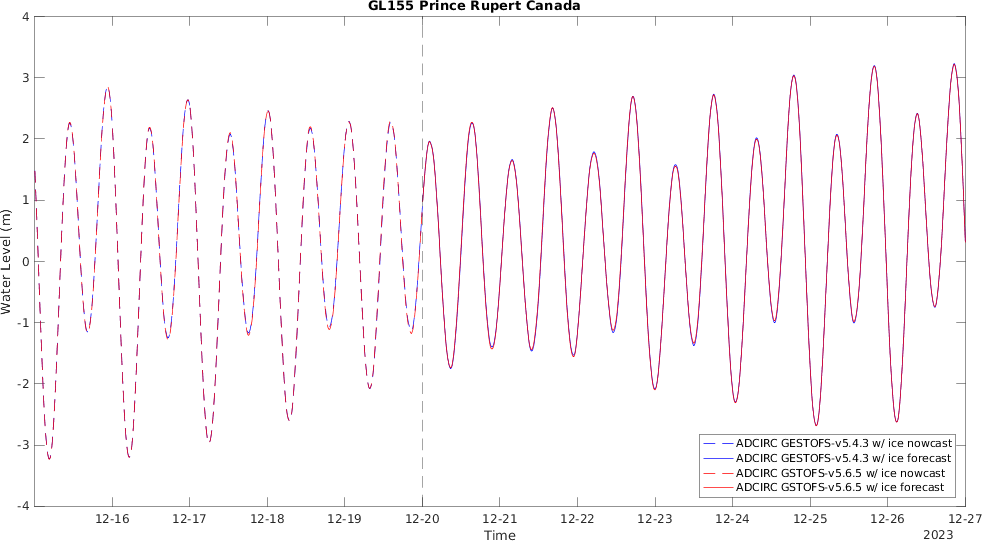 GL155 Prince Rupert Canada
4
3
2
1
0
-1
-2
-3
-4
Water Level (m)
ADCIRC GESTOFS-v5.4.3 w/ ice nowcast
ADCIRC GESTOFS-v5.4.3 w/ ice forecast
ADCIRC GSTOFS-v5.6.5 w/ ice nowcast
ADCIRC GSTOFS-v5.6.5 w/ ice forecast
12-16 12-17 12-18 12-19 12-20 12-21 12-22 12-23 12-24 12-25 12-26 12-27
Time
2023